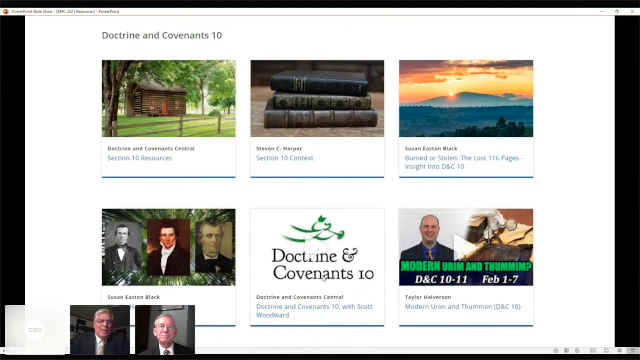 PowerPoint Slide Show - [RMC 2021 Resources] - PowerPoint
Doctrine and Covenants 10
Doctrine and Covenants Central
Section 10 Resources
Steven C. Harper
Section 10 Context
Susan Easton Black
Burned or Stolen: The Lost 116 Pages -
Insight Into D&C 10
Susan Easton Black
Doctrine &
Covenants 10
Doctrine and Covenants Central
Doctrine and Covenants 10, with Scott
Woodward
MODERN URIM AND THUMMIM?
D&C 10-11 Feb 1-7
Taylor Halverson
Modern Urim and Thummim (D&C 10)